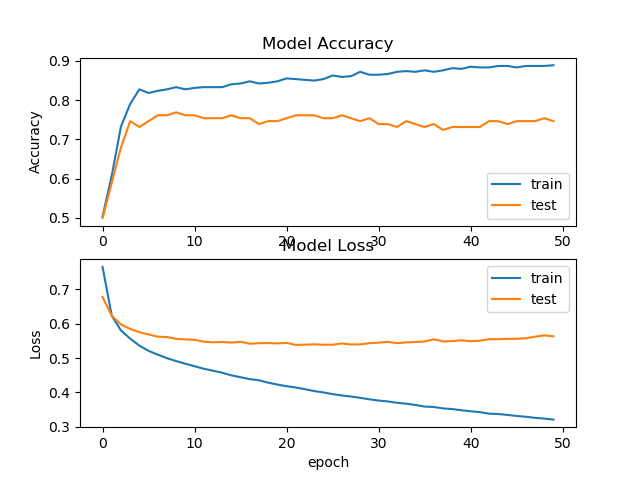 Model Accuracy
0.9
0.8
0.7
0.6
0.5
Accuracy
train
test
0 10 20 30 40 50
Model Loss
0.7
0.6
0.5
0.4
0.3
Loss
train
test
0 10 20 30 40 50
epoch